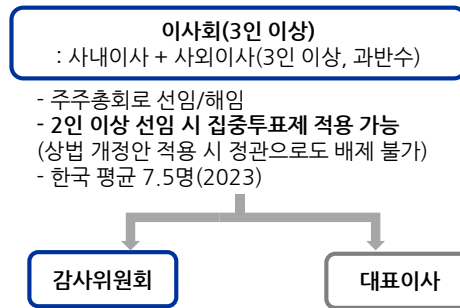 이사회(3인 이상)
: 사내이사 + 사외이사(3인 이상, 과반수)
- 주주총회로 선임/해임
- 2인 이상 선임 시 집중투표제 적용 가능
(상법 개정안 적용 시 정관으로도 배제 불가)
- 한국 평균 7.5명(2023)
감사위원회
대표이사